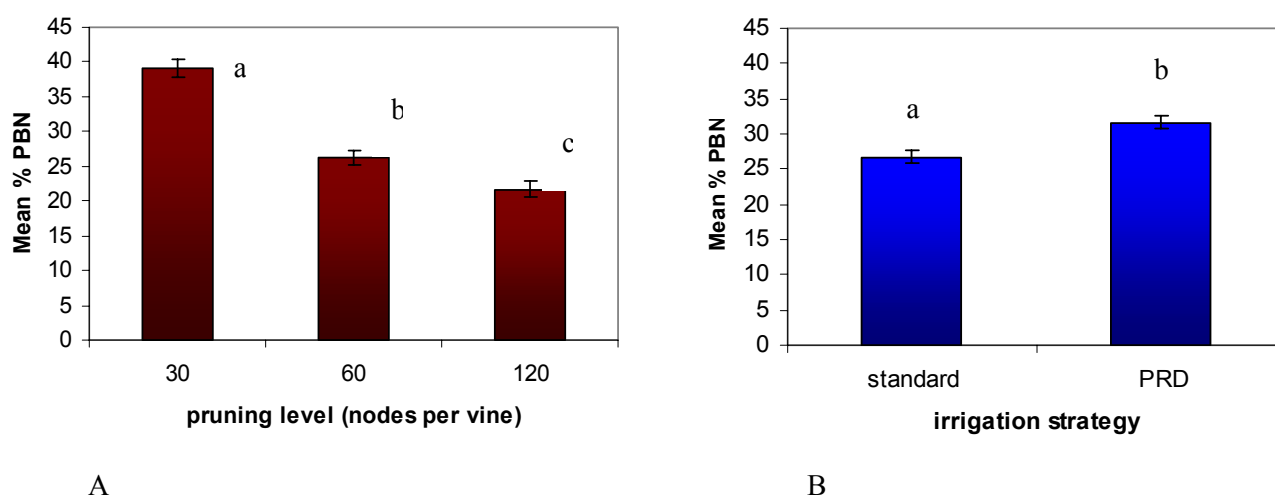 45
40
35
30
25
20
15
10
5
0
Mean % PBN
a
b
c
30 60 120
pruning level (nodes per vine)
A
45
40
35
30
25
20
15
10
5
0
Mean % PBN
a
b
standard PRD
irrigation strategy
B